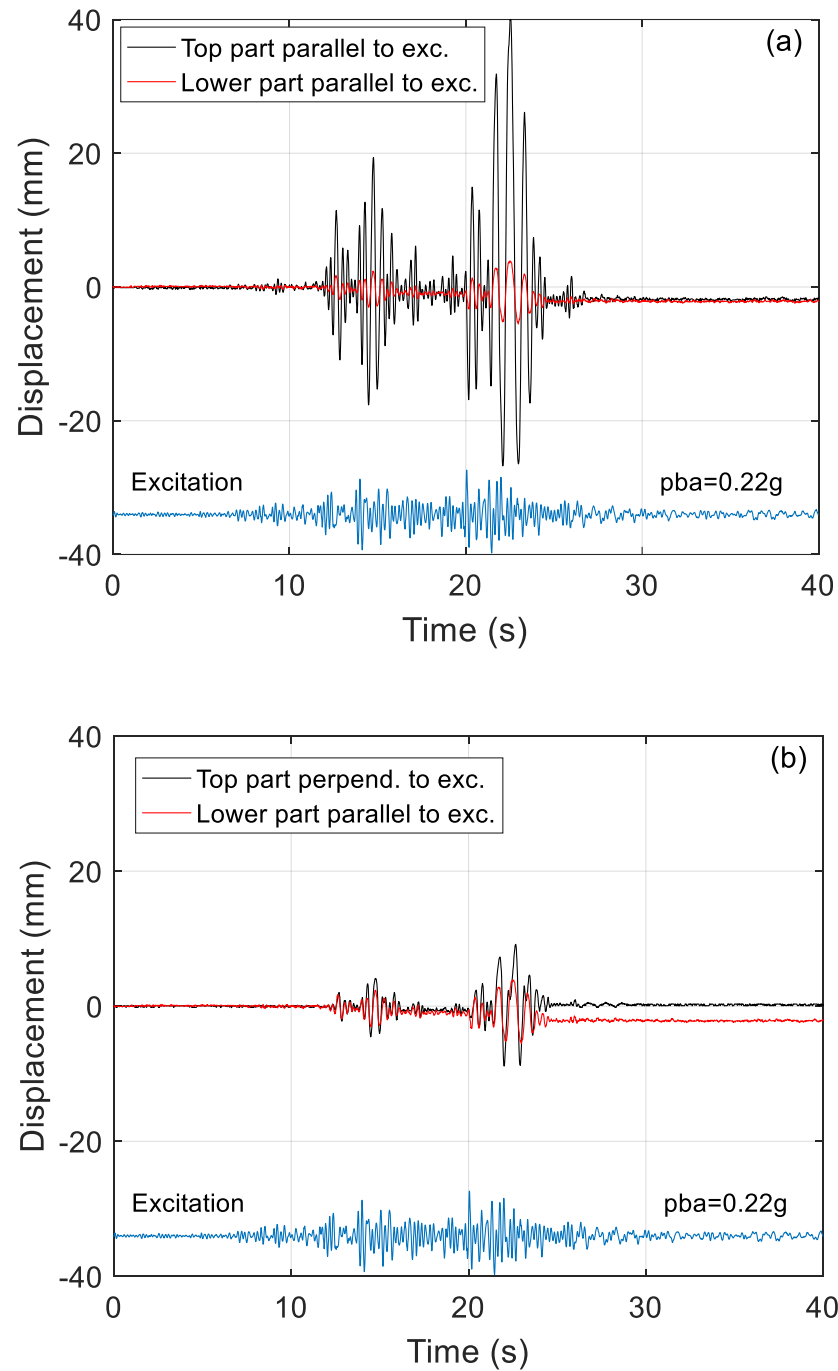 40
Top part parallel to exc.
(a)
Lower part parallel to exc.
20
Displacement (mm)
0
-20
Excitation
pba=0.22g
-40
0 10 20 30 40
Time (s)
40
Top part perpend. to exc.
(b)
Lower part parallel to exc.
20
Displacement (mm)
0
-20
Excitation
pba=0.22g
-40
0 10 20 30 40
Time (s)